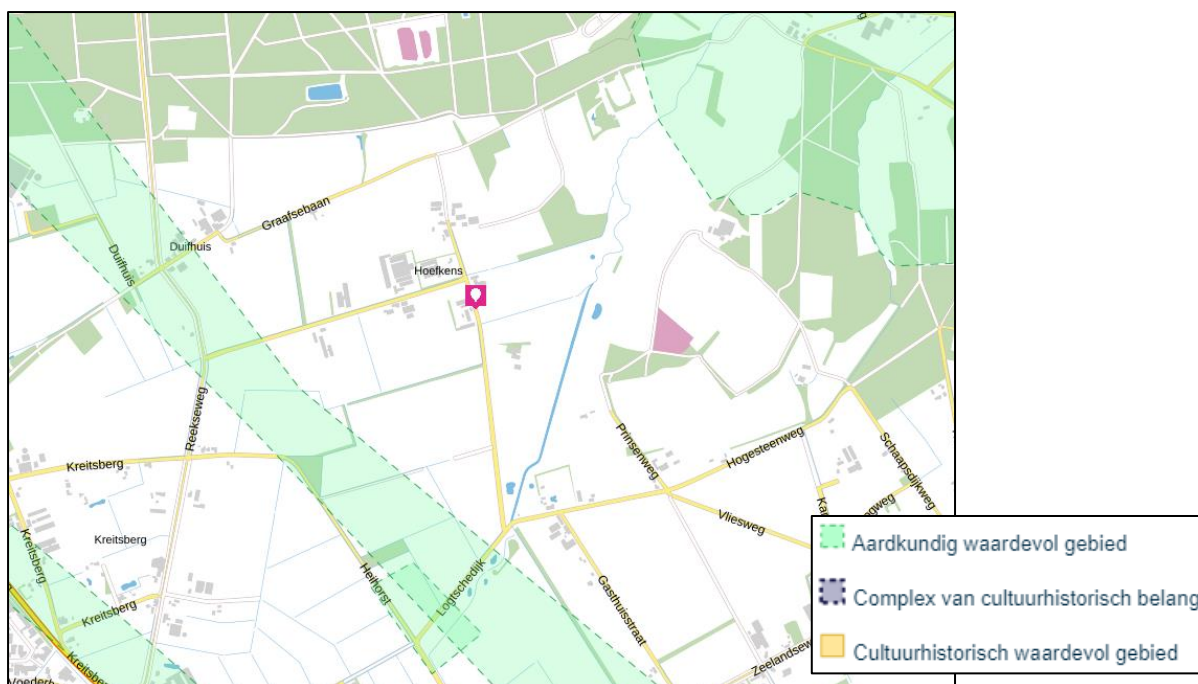 Graafsebaan
Duifhuis
Duifhuis
Hoefkens
Reekseweg
Kreitsberg
Prinsenweg
Hogesteenweg
Schaapsdijkweg
Vliesweg
Kreitsberg
Kreitsberg
Kreitsberg
Heihorst
Logtschedijk
Gasthuisstraat
Kreitsberg
Aardkundig waardevol gebied
Complex van cultuurhistorisch belang
Cultuurhistorisch waardevol gebied